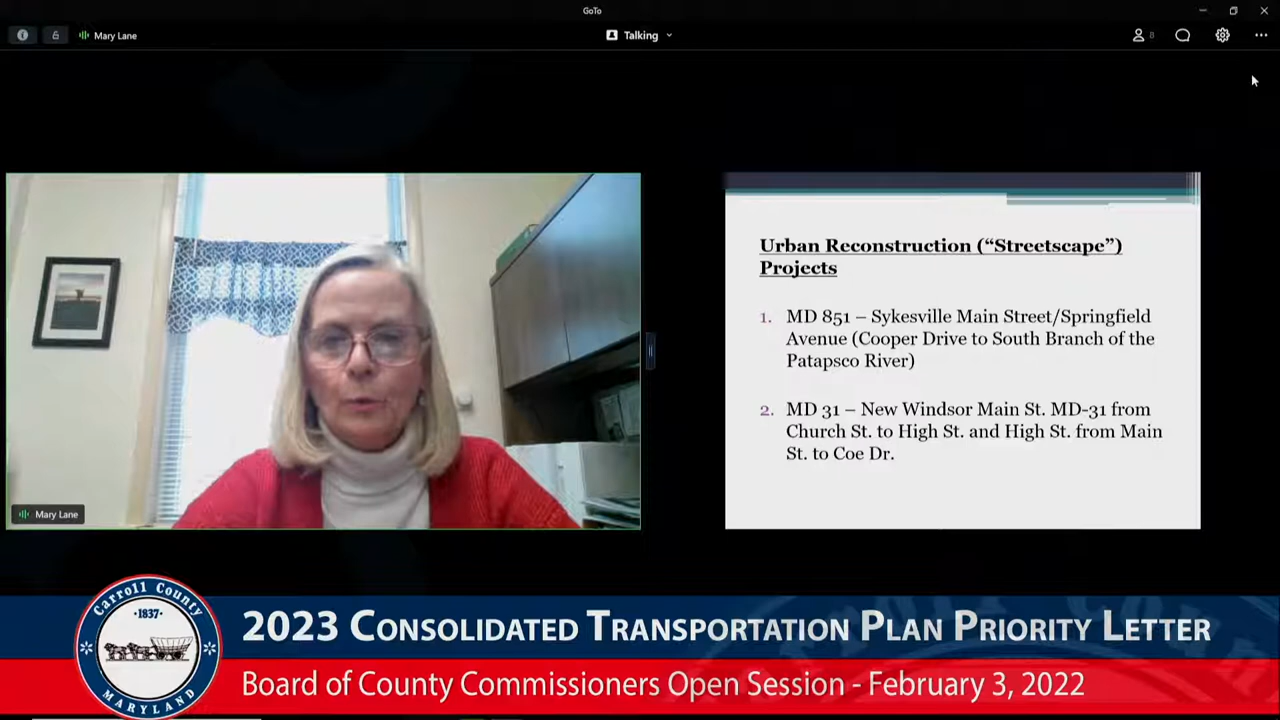 GoTo
Mary Lane
Talking
8
Mary Lane
Urban Reconstruction (“Streetscape”)
Projects
1. MD 851 – Sykesville Main Street/Springfield
Avenue (Cooper Drive to South Branch of the
Patapsco River)
2. MD 31 – New Windsor Main St. MD-31 from
Church St. to High St. and High St. from Main
St. to Coe Dr.
Carroll County
·1837·
MARYLAND
2023 CONSOLIDATED TRANSPORTATION PLAN PRIORITY LETTER
Board of County Commissioners Open Session - February 3, 2022